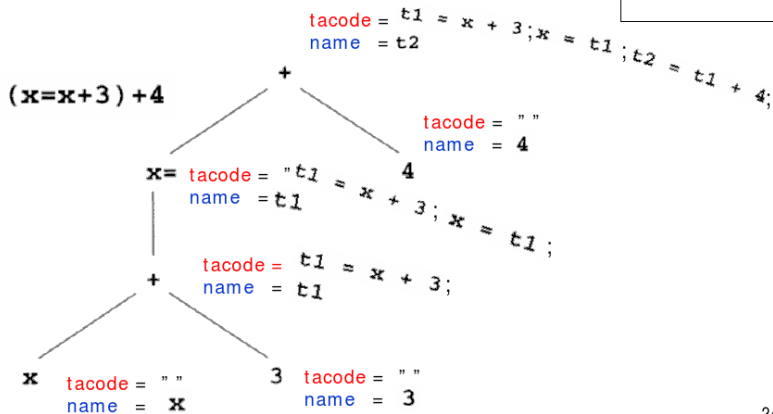 tacode = t1 = x + 3;x = t1;t2 = t1 + 4;
name = t2
+
(x=x+3)+4
tacode = ""
name = 4
4
x= tacode = "t1 = x + 3; x = t1;
name = t1
+
tacode = t1 = x + 3;
name = t1
x
tacode = ""
name = x
3
tacode = ""
name = 3